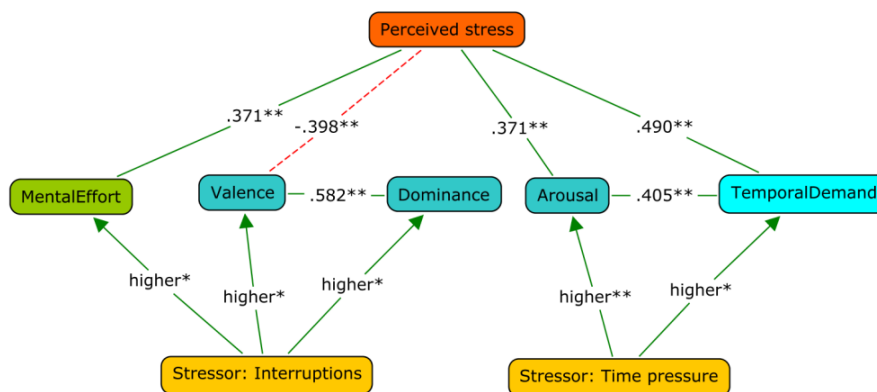 Perceived stress
.371**
-.398**
.371**
.490**
MentalEffort
Valence
.582**
Dominance
Arousal
.405**
TemporalDemand
higher*
higher*
higher*
higher**
higher*
Stressor: Interruptions
Stressor: Time pressure